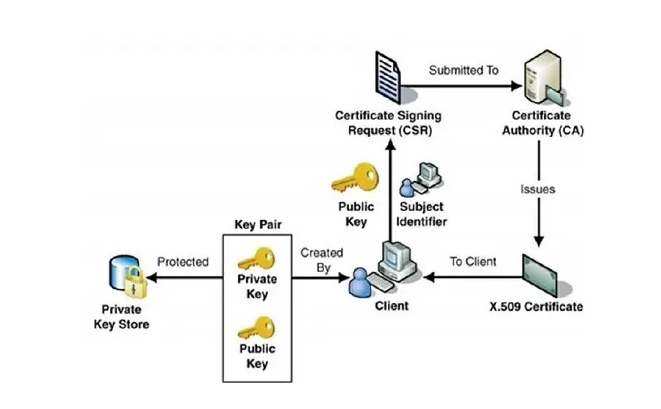 Submitted To
Certificate Signing
Request (CSR)
Certificate
Authority (CA)
Issues
Public
Key
Subject
Identifier
Key Pair
Protected
Private
Key
Created
By
To Client
Client
X.509 Certificate
Private
Key Store
Public
Key